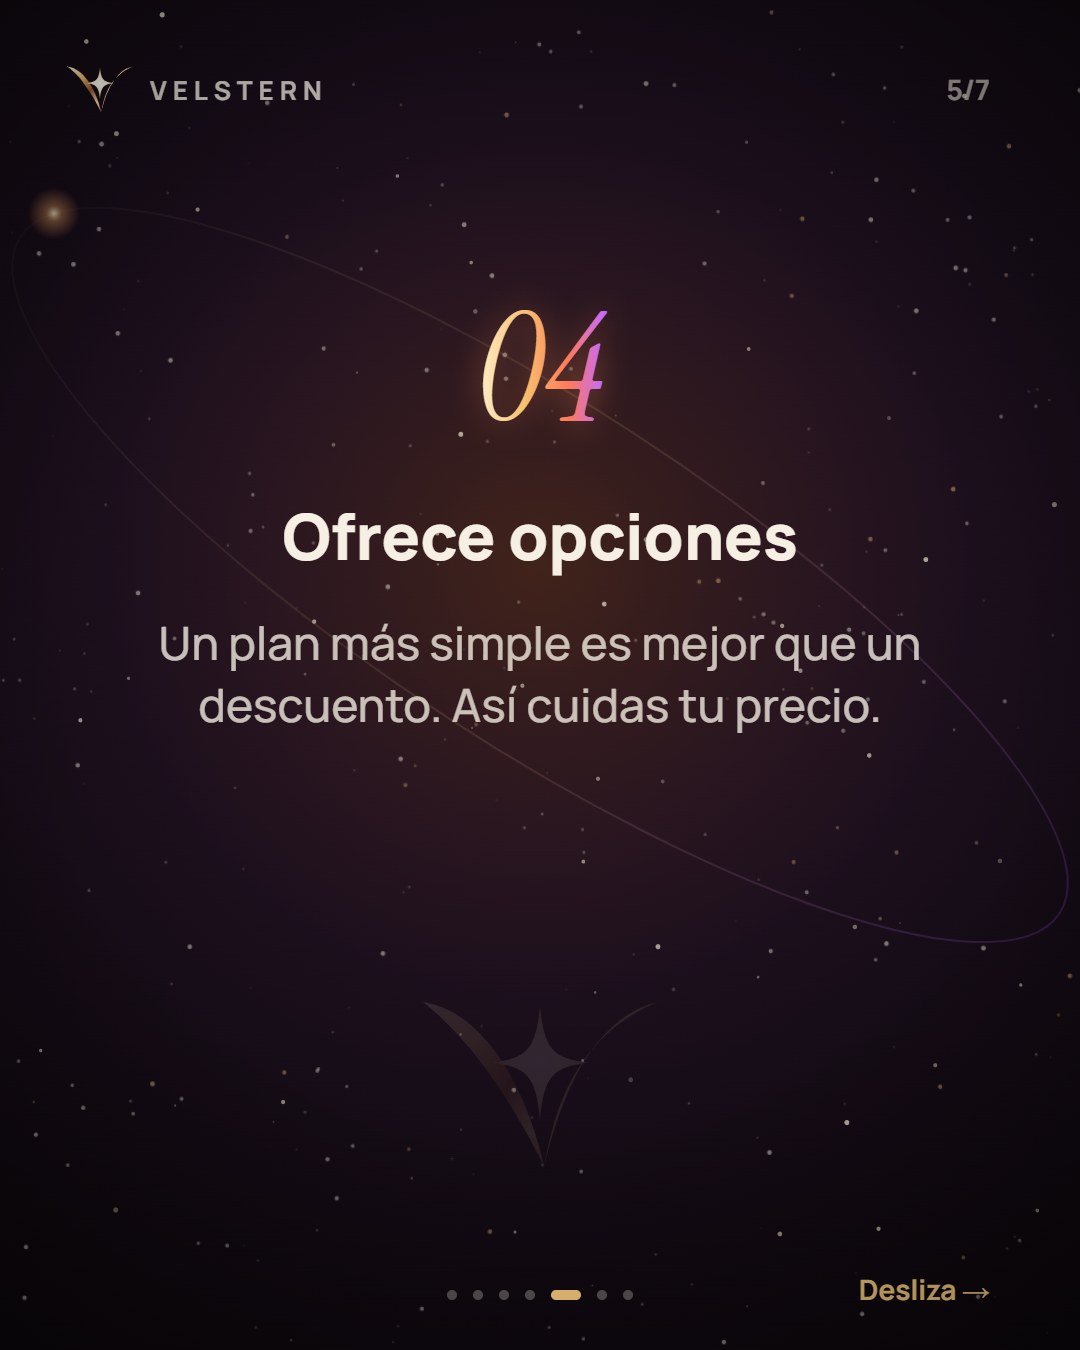 VELSTERN
5/7
04
Ofrece opciones
Un plan más simple es mejor que un
descuento. Así cuidas tu precio.
Desliza→